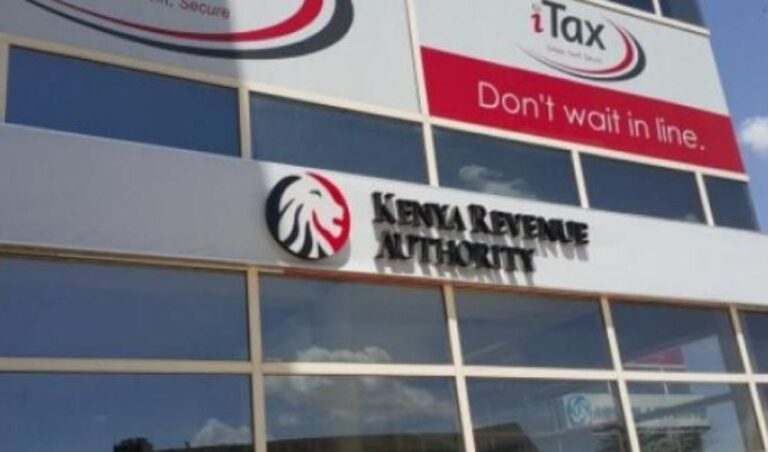 Secure
iTax
Don't wait in line.
KENYA REVENUE
AUTHORITY